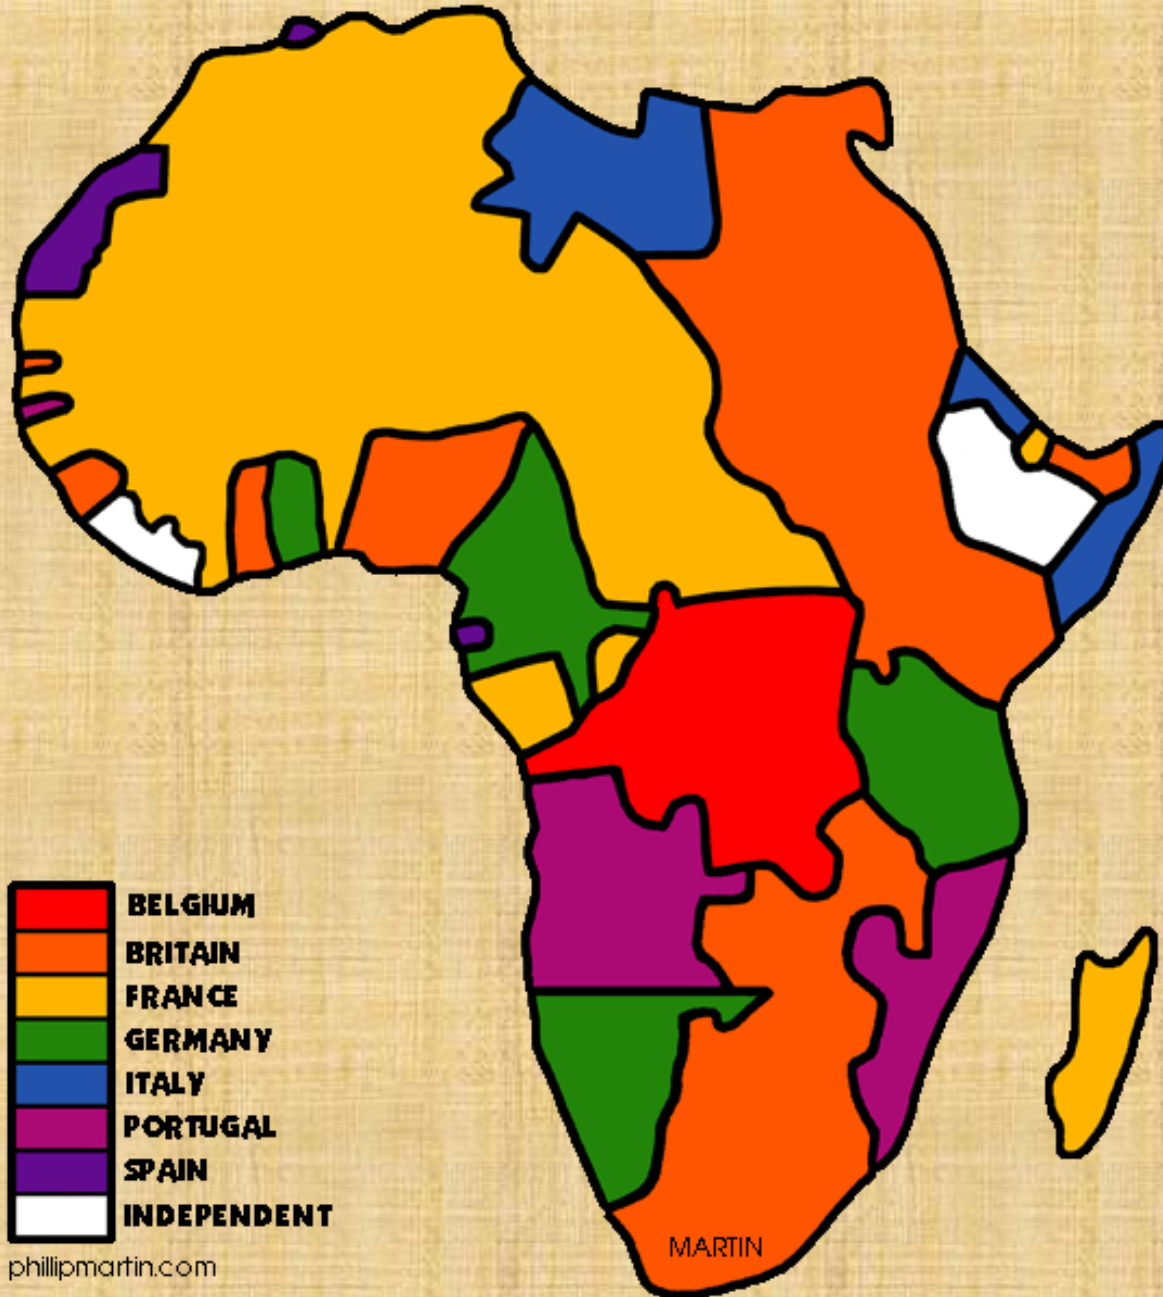 BELGIUM
BRITAIN
FRANCE
GERMANY
ITALY
PORTUGAL
SPAIN
INDEPENDENT
MARTIN
phillipmartin.com